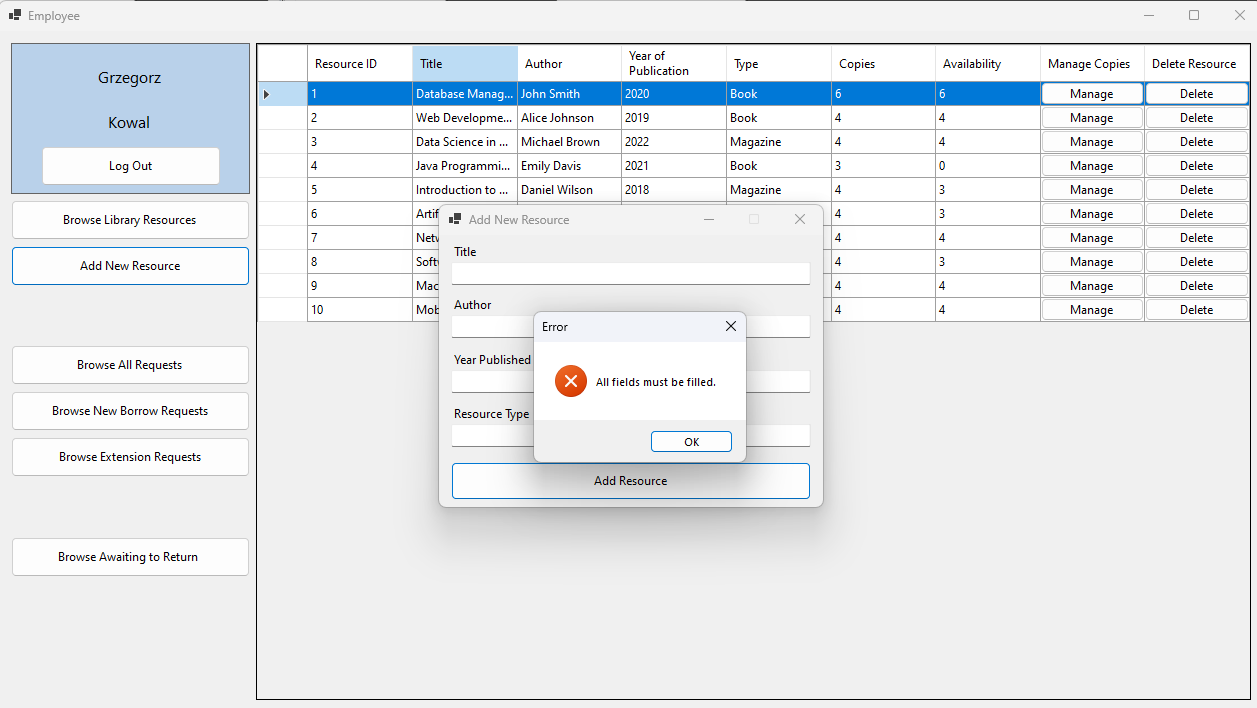 Employee
Grzegorz
Kowal
Log Out
Browse Library Resources
Add New Resource
Browse All Requests
Browse New Borrow Requests
Browse Extension Requests
Browse Awaiting to Return
Resource ID Title Author Year of Publication Type Copies Availability Manage Copies Delete Resource
1 Database Manag... John Smith 2020 Book 6 6 Manage Delete
2 Web Developme... Alice Johnson 2019 Book 4 4 Manage Delete
3 Data Science in ... Michael Brown 2022 Magazine 4 4 Manage Delete
4 Java Programmi... Emily Davis 2021 Book 3 0 Manage Delete
5 Introduction to ... Daniel Wilson 2018 Magazine 4 3 Manage Delete
6 Artif 4 3 Manage Delete
7 Netw 4 4 Manage Delete
8 Softw 4 3 Manage Delete
9 Mac 4 4 Manage Delete
10 Mob 4 4 Manage Delete
Add New Resource
Title
Author
Year Published
Resource Type
Add Resource
Error
All fields must be filled.
OK